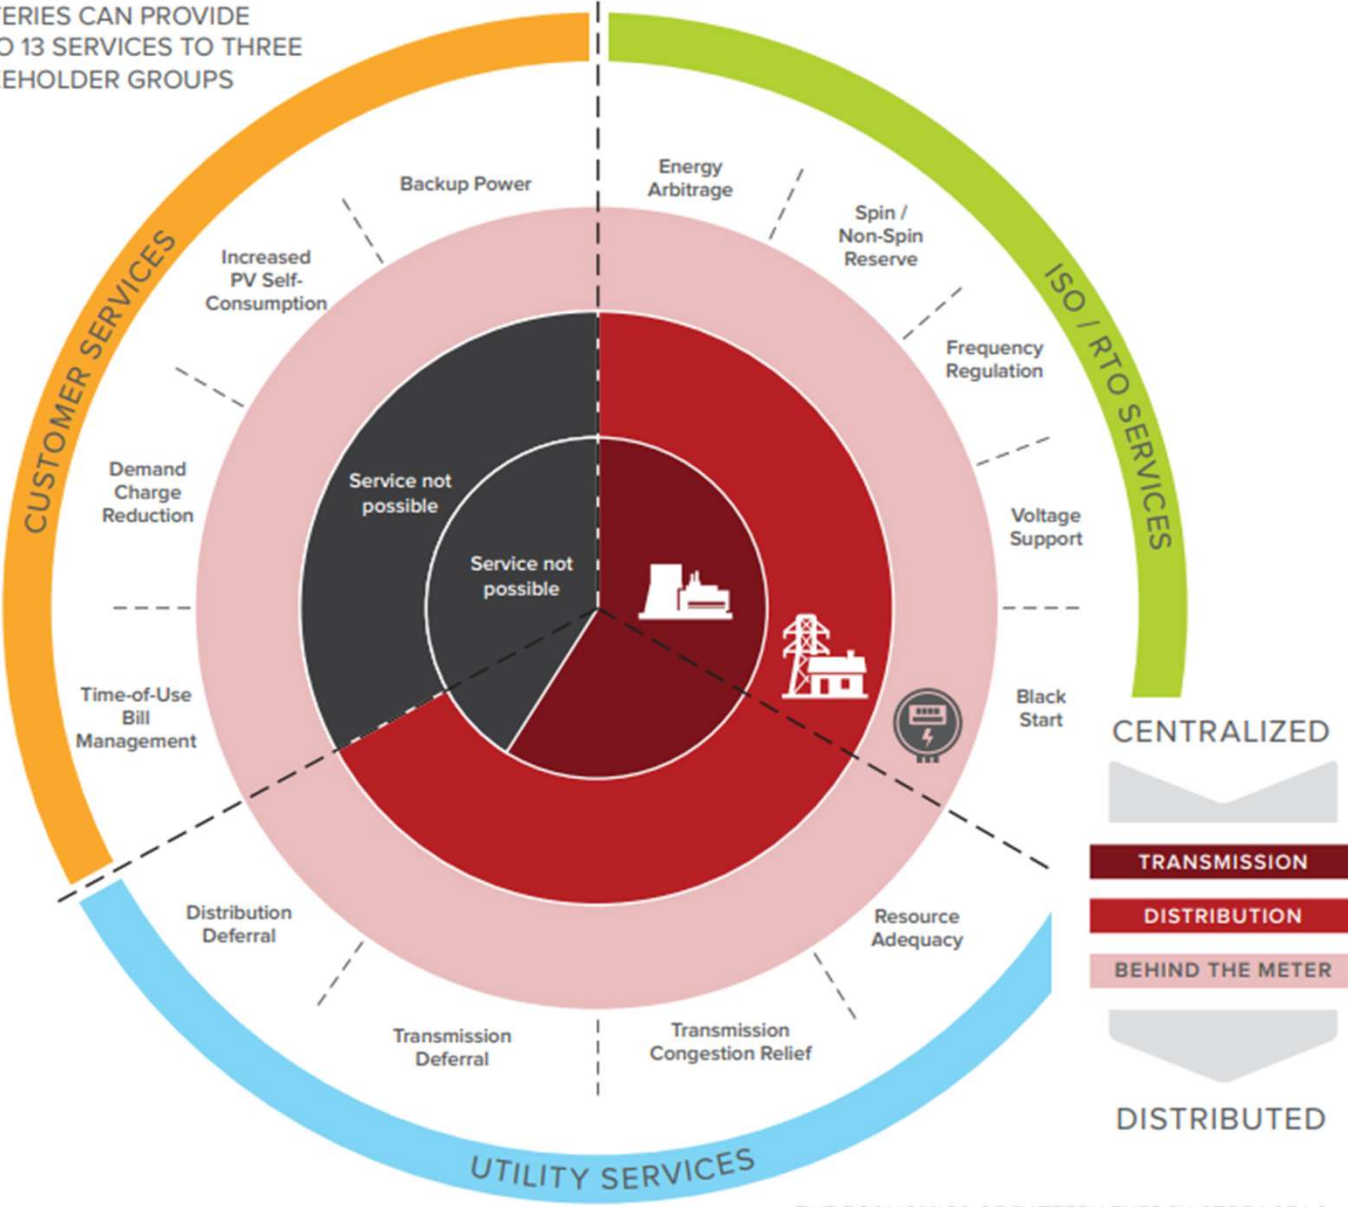 CAN PROVIDE
13 SERVICES TO THREE
GROUPS
Backup Power
Energy
Arbitrage
Spin /
Non-Spin
Reserve
Increased
PV Self-
Consumption
Frequency
Regulation
CUSTOMER SERVICES
ISO / RTO SERVICES
Demand
Charge
Reduction
Service not
possible
Service not
possible
Voltage
Support
Time-of-Use
Bill
Management
Black
Start
CENTRALIZED
TRANSMISSION
DISTRIBUTION
BEHIND THE METER
DISTRIBUTED
Distribution
Deferral
Resource
Adequacy
Transmission
Deferral
Transmission
Congestion Relief
UTILITY SERVICES